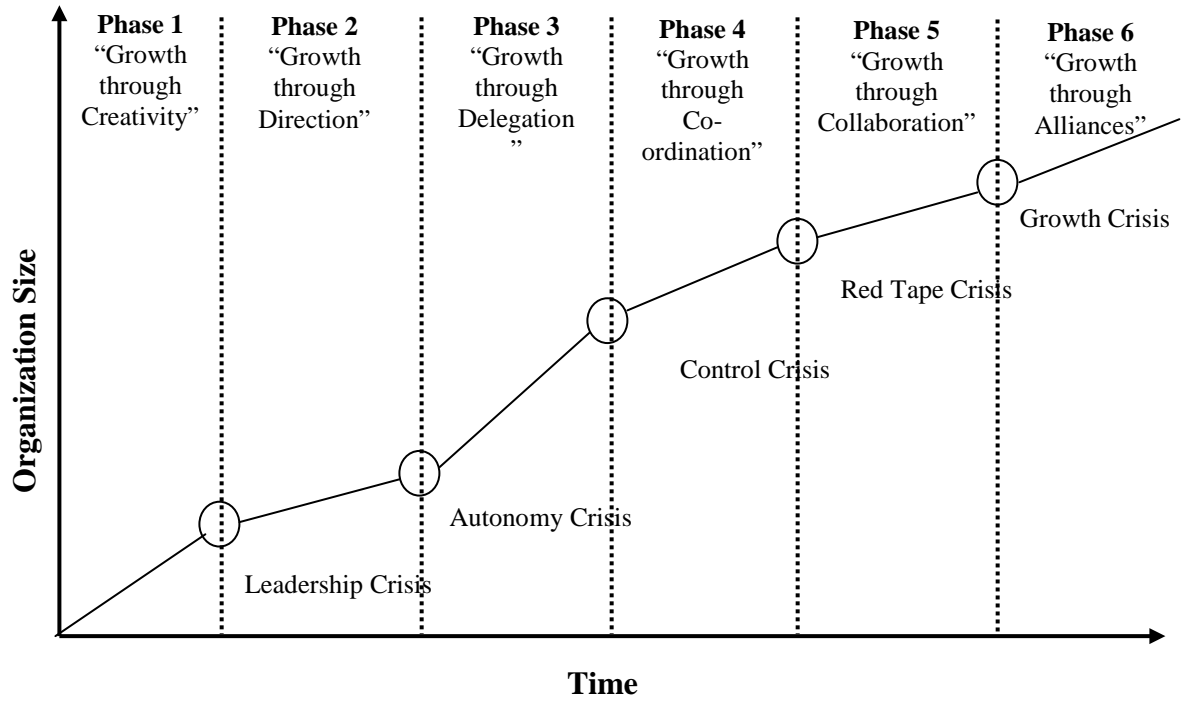 Phase 1
“Growth
through
Creativity”
Phase 2
“Growth
through
Direction”
Phase 3
“Growth
through
Delegation
”
Phase 4
“Growth
through
Co-
ordination”
Phase 5
“Growth
through
Collaboration”
Phase 6
“Growth
through
Alliances”
Growth Crisis
Red Tape Crisis
Control Crisis
Autonomy Crisis
Leadership Crisis
Organization Size
Time